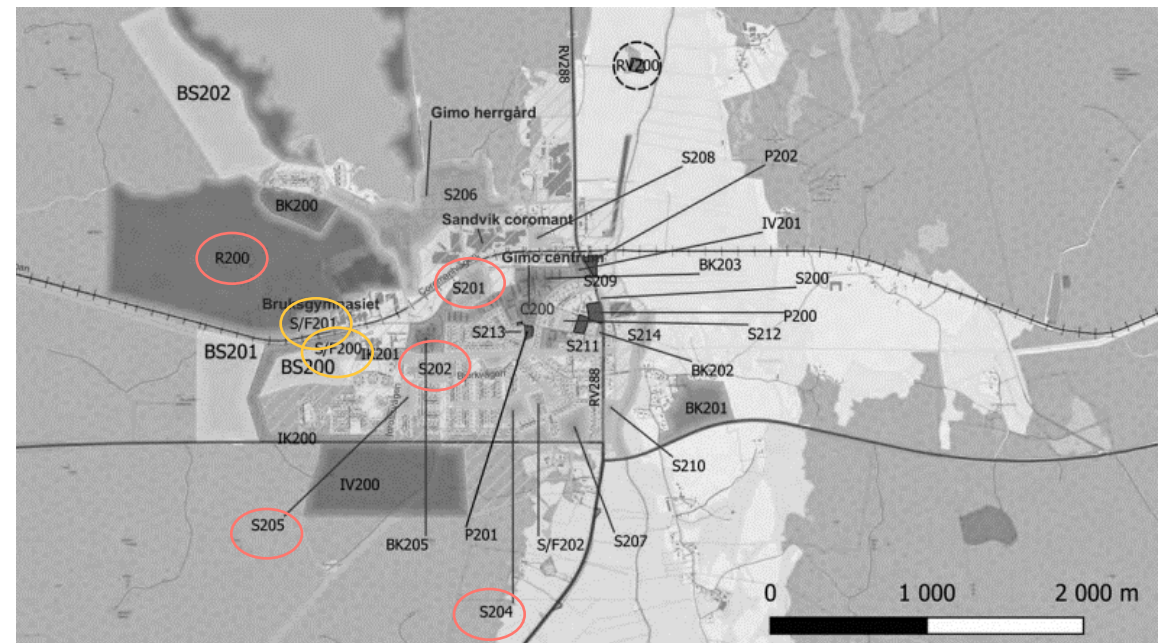 RV288
RV200
BS202
Gimo herrgård
S208
P202
S206
BK200
Sandvik coromant
IV201
R200
Gimo centrum
BK203
S201
S209
S200
Bruksgymnasiet
C200
S/F201
P200
S213
S214
S212
S/F200
IK201
S211
BS201
BS200
S202
BK202
RV288
BK201
IK200
S210
IV200
S205
P201
S/F202
S207
BK205
S204
0 1 000 2 000 m